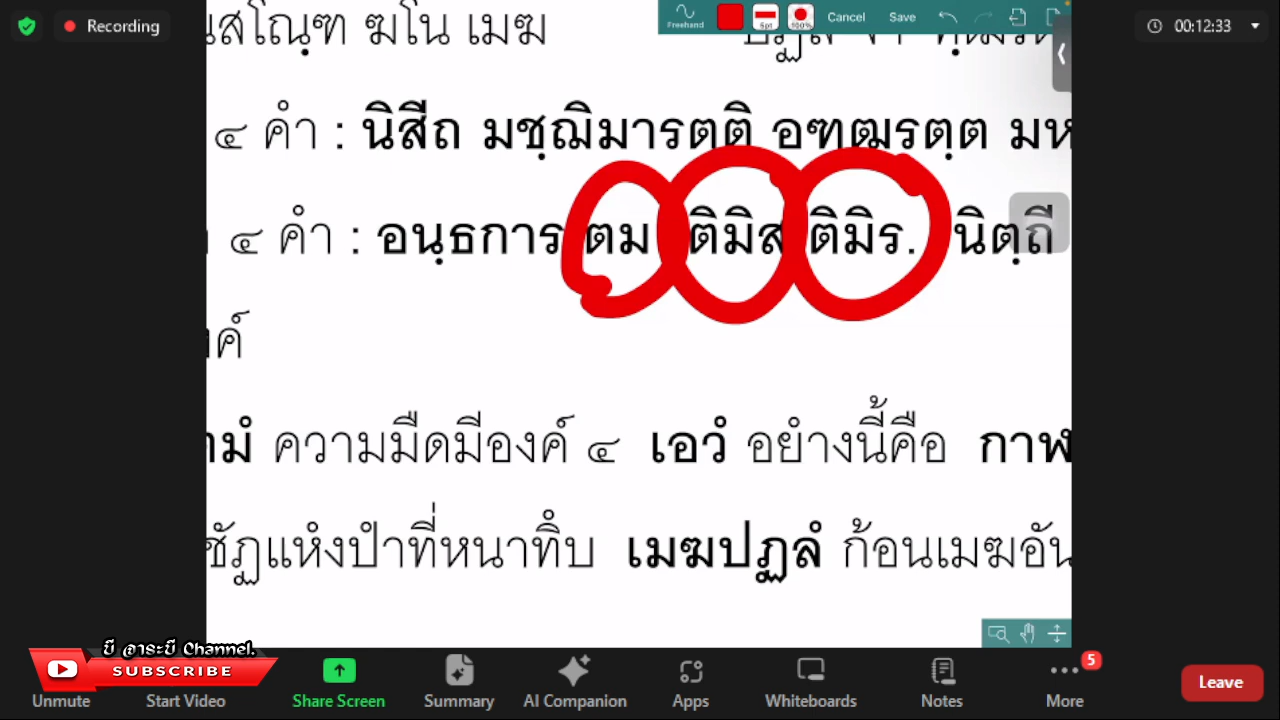 Recording
Freehand
5pt
100%
Cancel
Save
00:12:33
ฆโน เมฆ
๔ คำ : นิสีถ มชฺฌิมารตฺติ อฑฺฒรตฺต มห
๔ คำ : อนฺธการ ตม ติมิส ติมิร. นิตฺถี
ค์
ตมํ ความมืดมีองค์ ๔ เอวํ อย่างนี้คือ กาฬ
ชัฏแห่งป่าที่หนาทึบ เมฆปฏลํ ก้อนเมฆอัน
บี อาระบี Channel.
SUBSCRIBE
Unmute
Start Video
Share Screen
Summary
AI Companion
Apps
Whiteboards
Notes
5
More
Leave